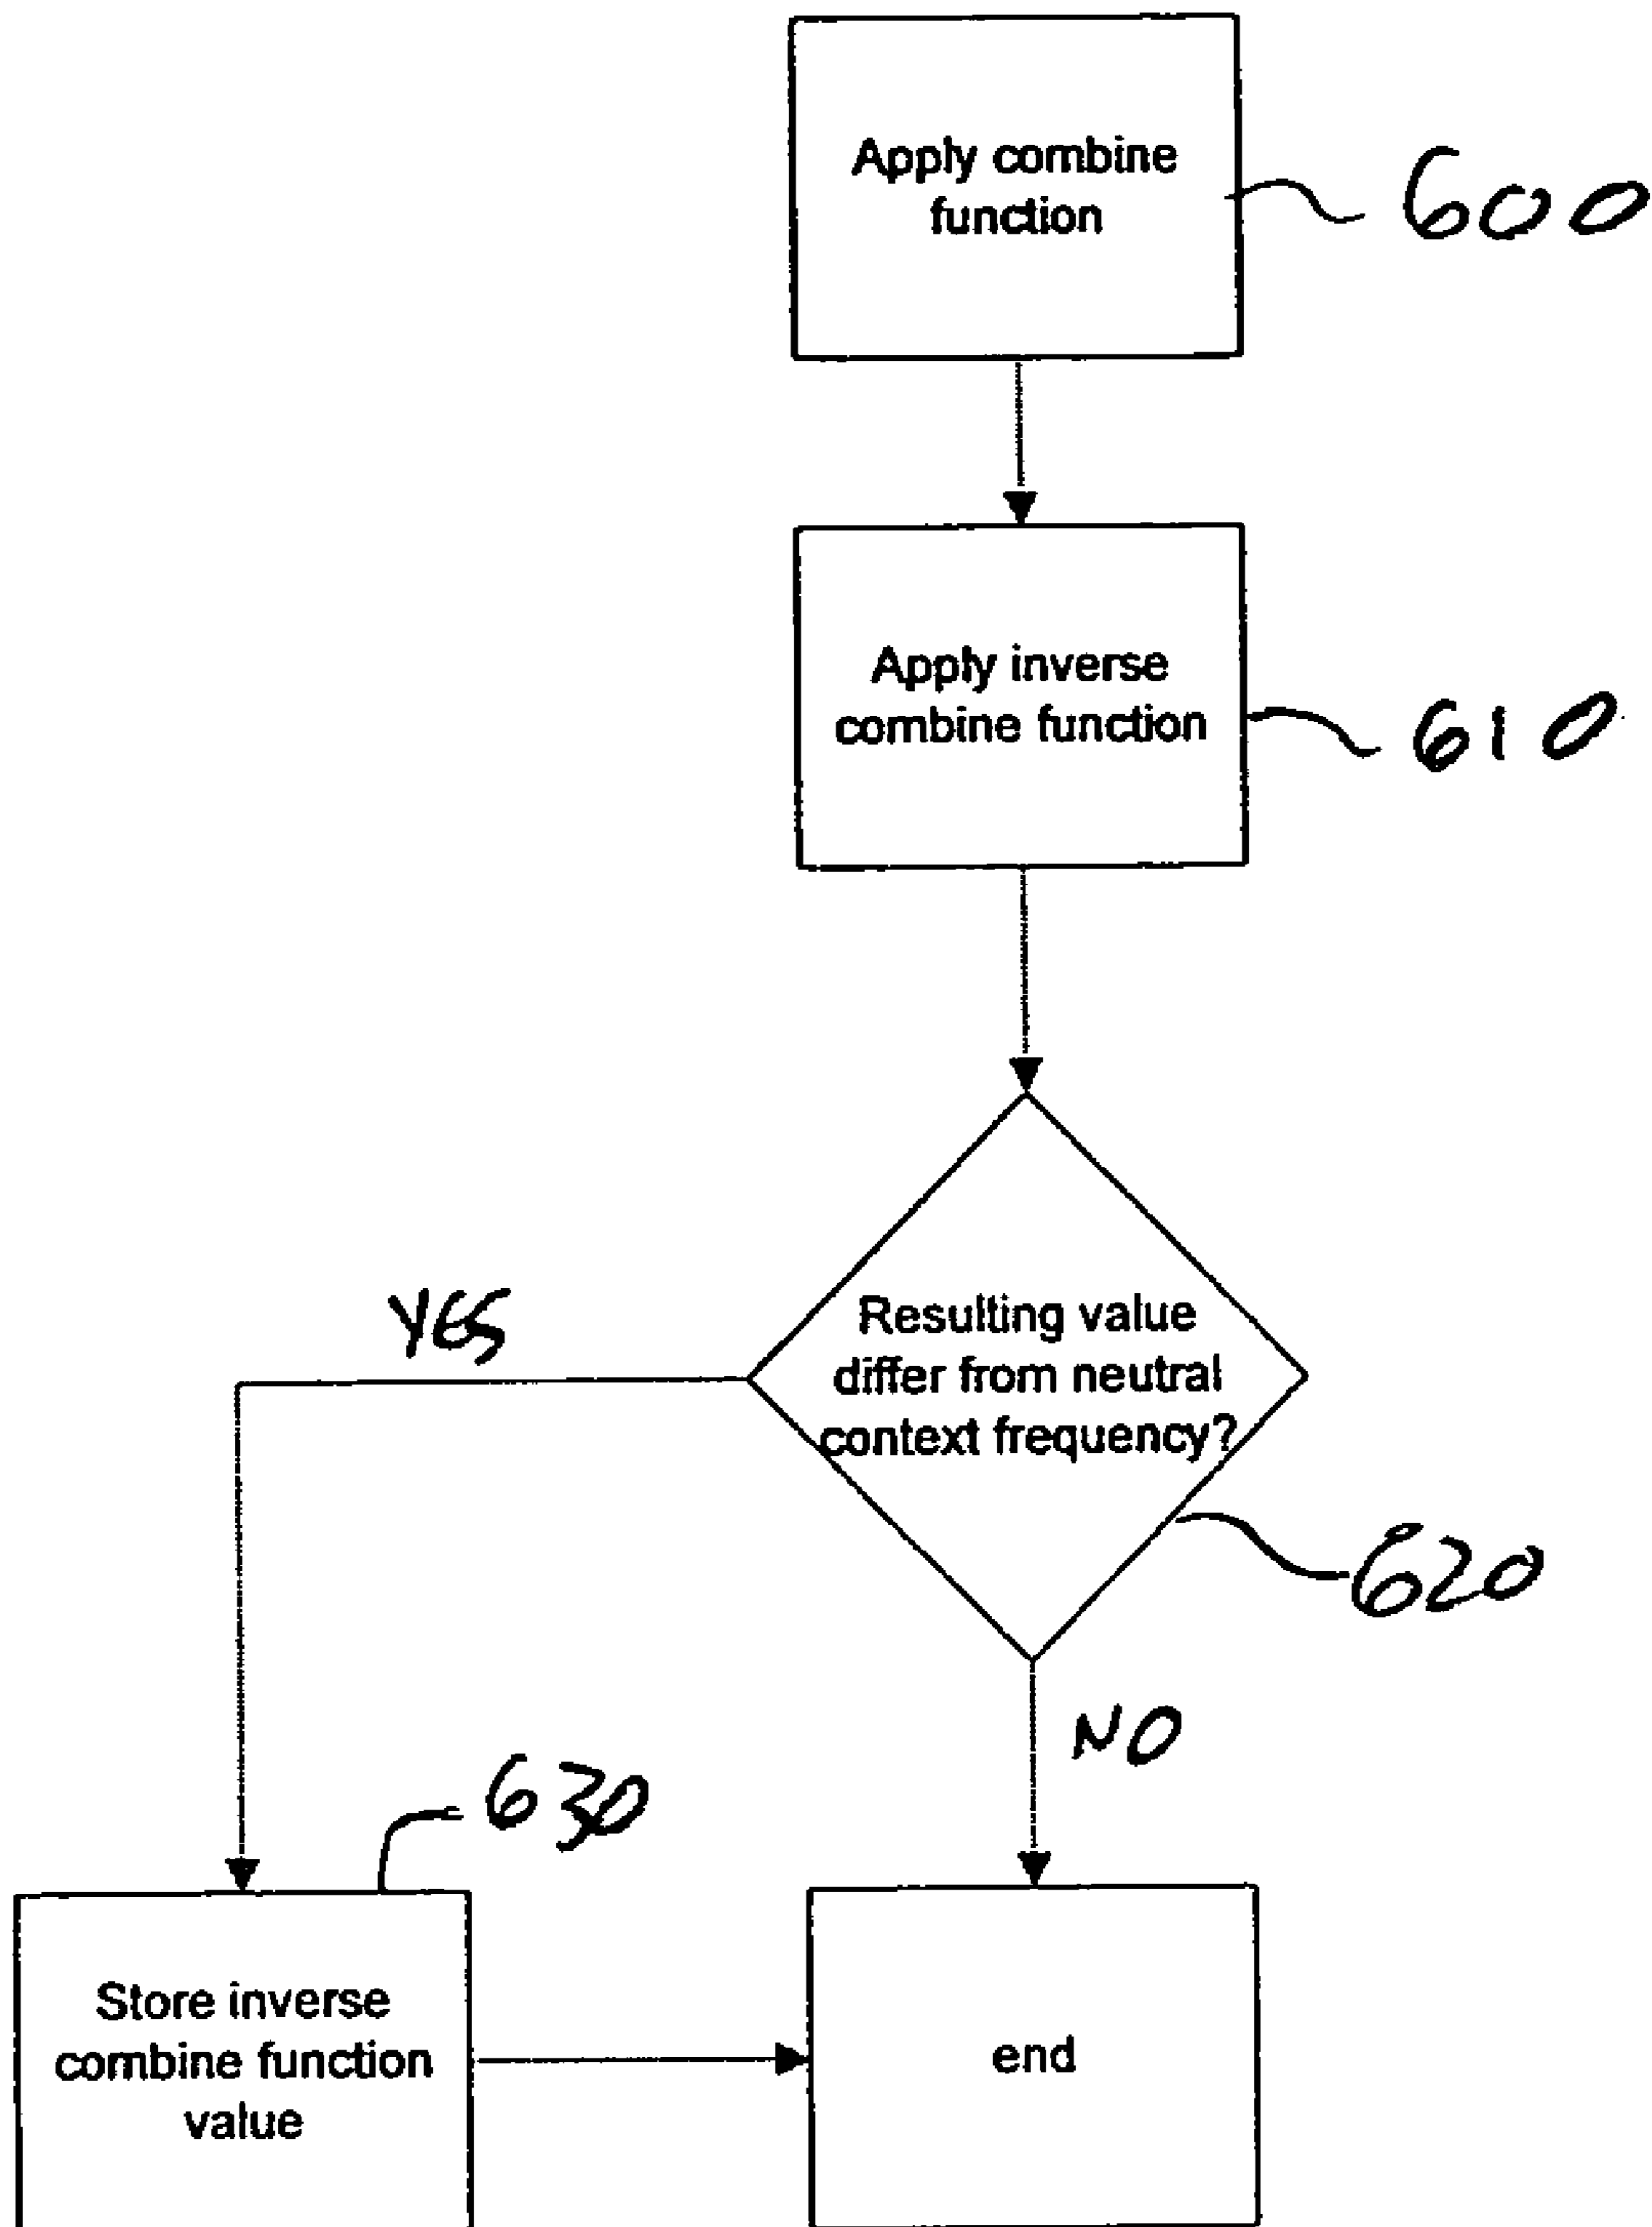 Apply combine
function
600
Apply inverse
combine function
610
Resulting value
differ from neutral
context frequency?
YES
620
NO
630
Store inverse
combine function
value
end